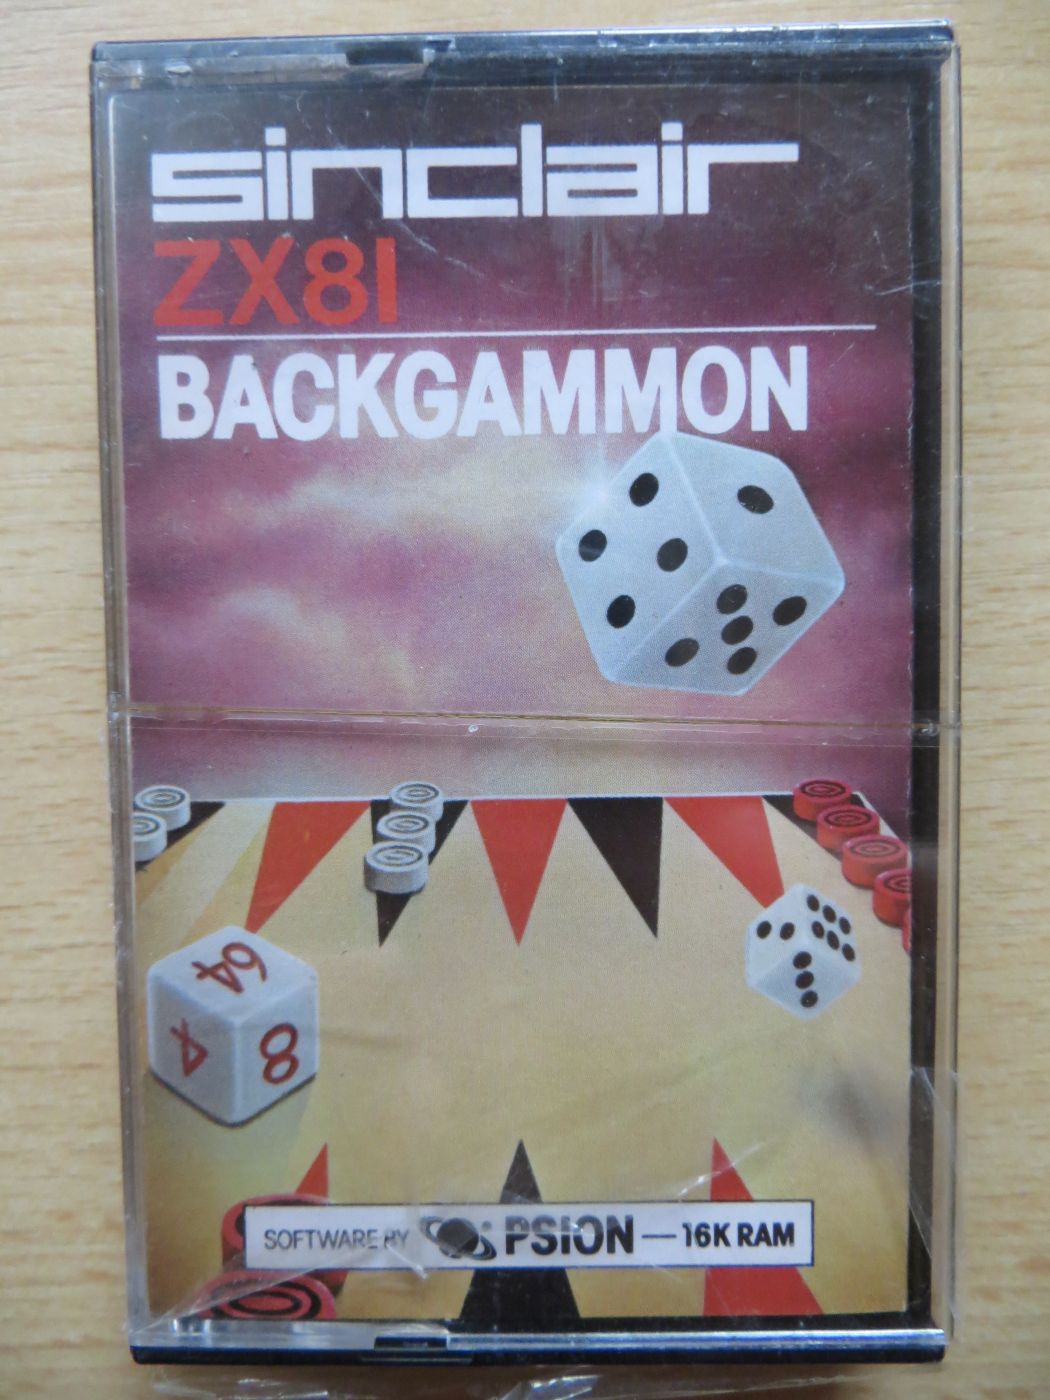 sinclair
ZX81
BACKGAMMON
64
4
8
SOFTWARE BY PSION — 16K RAM